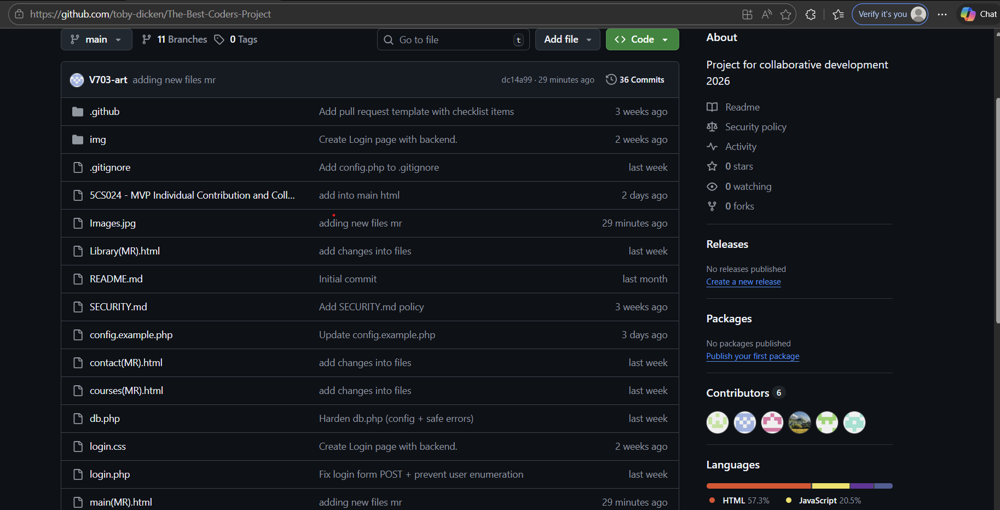 https://github.com/toby-dicken/The-Best-Coders-Project
Verify it's you
Chat
main
11 Branches
0 Tags
Go to file
t
Add file
Code
V703-art adding new files mr
dc14a99 · 29 minutes ago
36 Commits
.github Add pull request template with checklist items 3 weeks ago
img Create Login page with backend. 2 weeks ago
.gitignore Add config.php to .gitignore last week
5CS024 - MVP Individual Contribution and Coll... add into main html 2 days ago
Images.jpg adding new files mr 29 minutes ago
Library(MR).html add changes into files last week
README.md Initial commit last month
SECURITY.md Add SECURITY.md policy 3 weeks ago
config.example.php Update config.example.php 3 days ago
contact(MR).html add changes into files last week
courses(MR).html add changes into files last week
db.php Harden db.php (config + safe errors) last week
login.css Create Login page with backend. 2 weeks ago
login.php Fix login form POST + prevent user enumeration last week
main(MR).html adding new files mr 29 minutes ago
About
Project for collaborative development
2026
Readme
Security policy
Activity
0 stars
0 watching
0 forks
Releases
No releases published
Create a new release
Packages
No packages published
Publish your first package
Contributors 6
Languages
HTML 57.3% JavaScript 20.5%